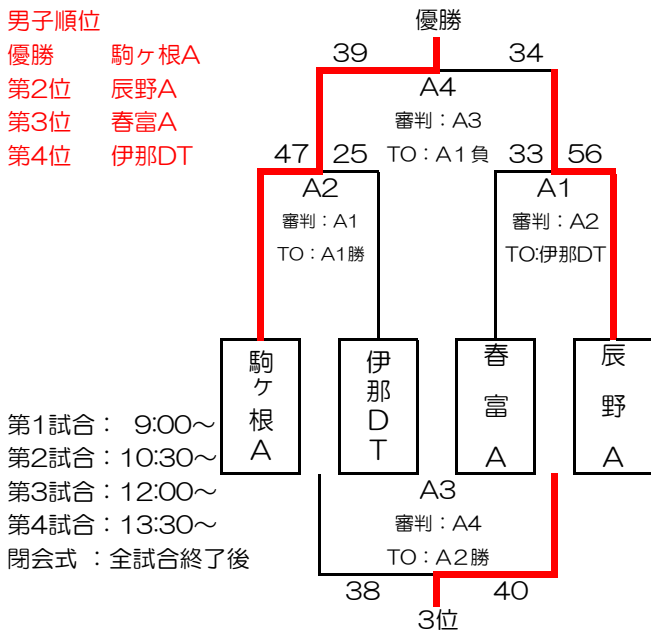 男子順位
優勝 駒ヶ根A
第2位 辰野A
第3位 春富A
第4位 伊那DT
優勝
39 34
A4
審判：A3
TO：A1負
47 25
A2
審判：A1
TO：A1勝
33 56
A1
審判：A2
TO:伊那DT
駒ヶ根A
伊那DT
春富A
辰野A
第1試合： 9:00～
第2試合：10:30～
第3試合：12:00～
第4試合：13:30～
閉会式 ：全試合終了後
A3
審判：A4
TO：A2勝
38 40
3位